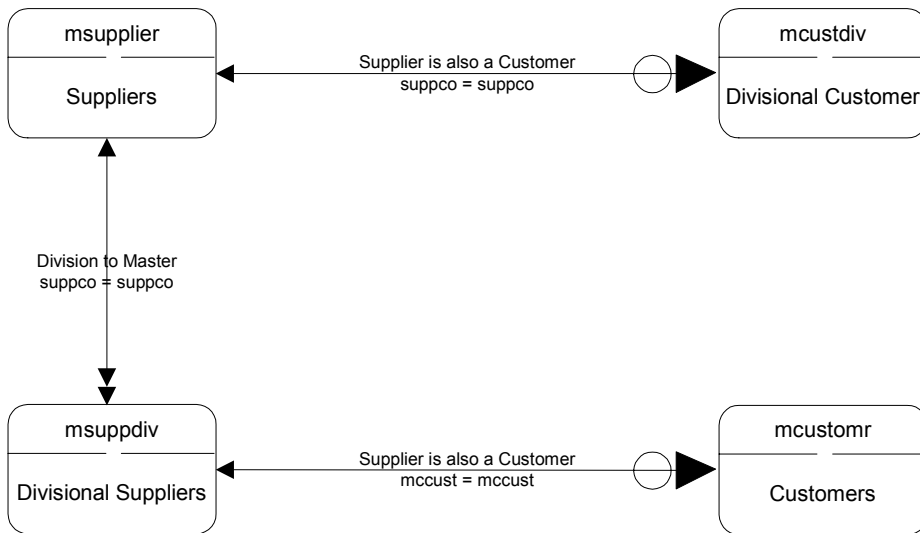 msupplier
Suppliers
Supplier is also a Customer
suppco = suppco
mcustdiv
Divisional Customer
Division to Master
suppco = suppco
msuppdiv
Divisional Suppliers
Supplier is also a Customer
mccust = mccust
mcustomr
Customers